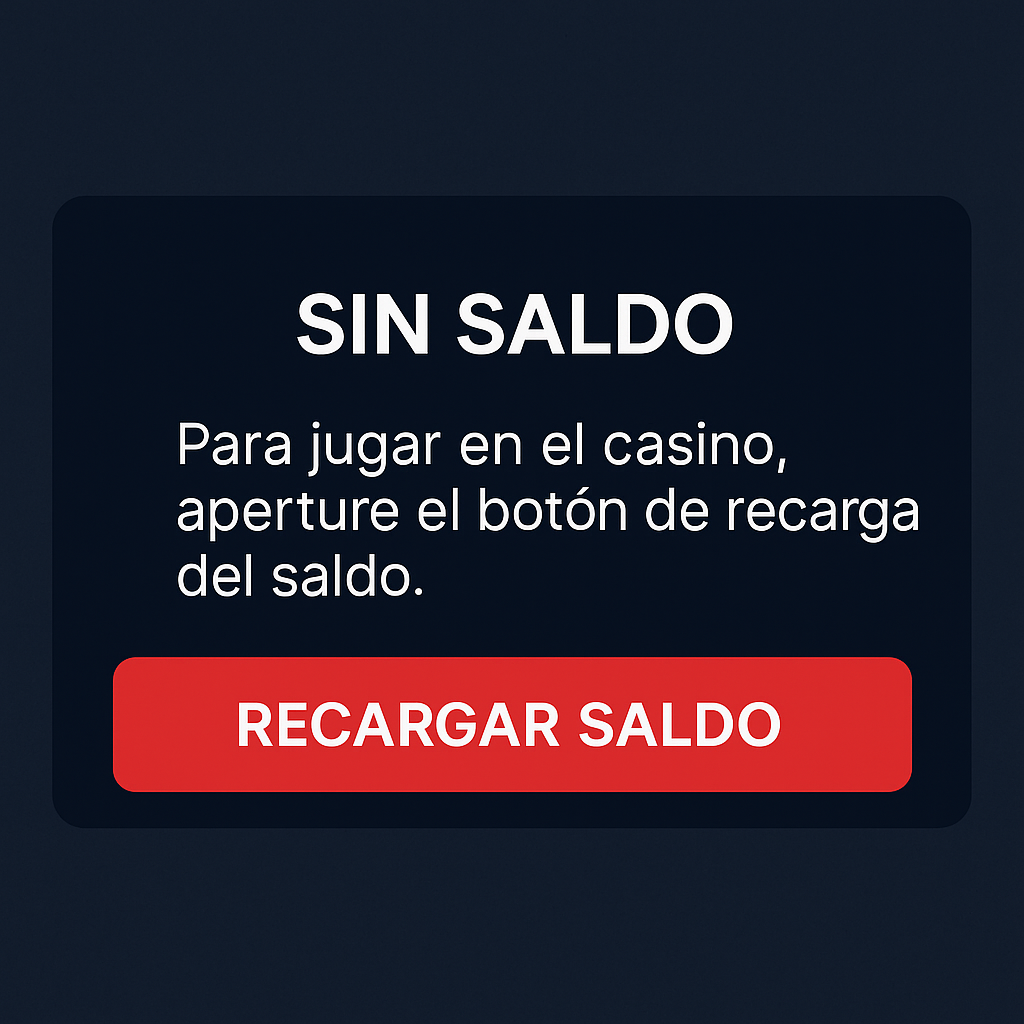 SIN SALDO
Para jugar en el casino,
aperture el botón de recarga
del saldo.
RECARGAR SALDO